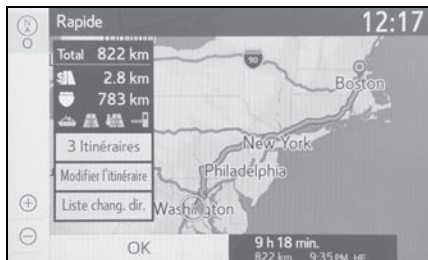 N
Rapide
12:17
Total 822 km
2.8 km
783 km
3 Itinéraires
Modifier l'itinéraire
Liste chang. dir.
OK
90
Boston
New York
Philadelphia
Washington
9 h 18 min.
822 km 9:35 PM HE